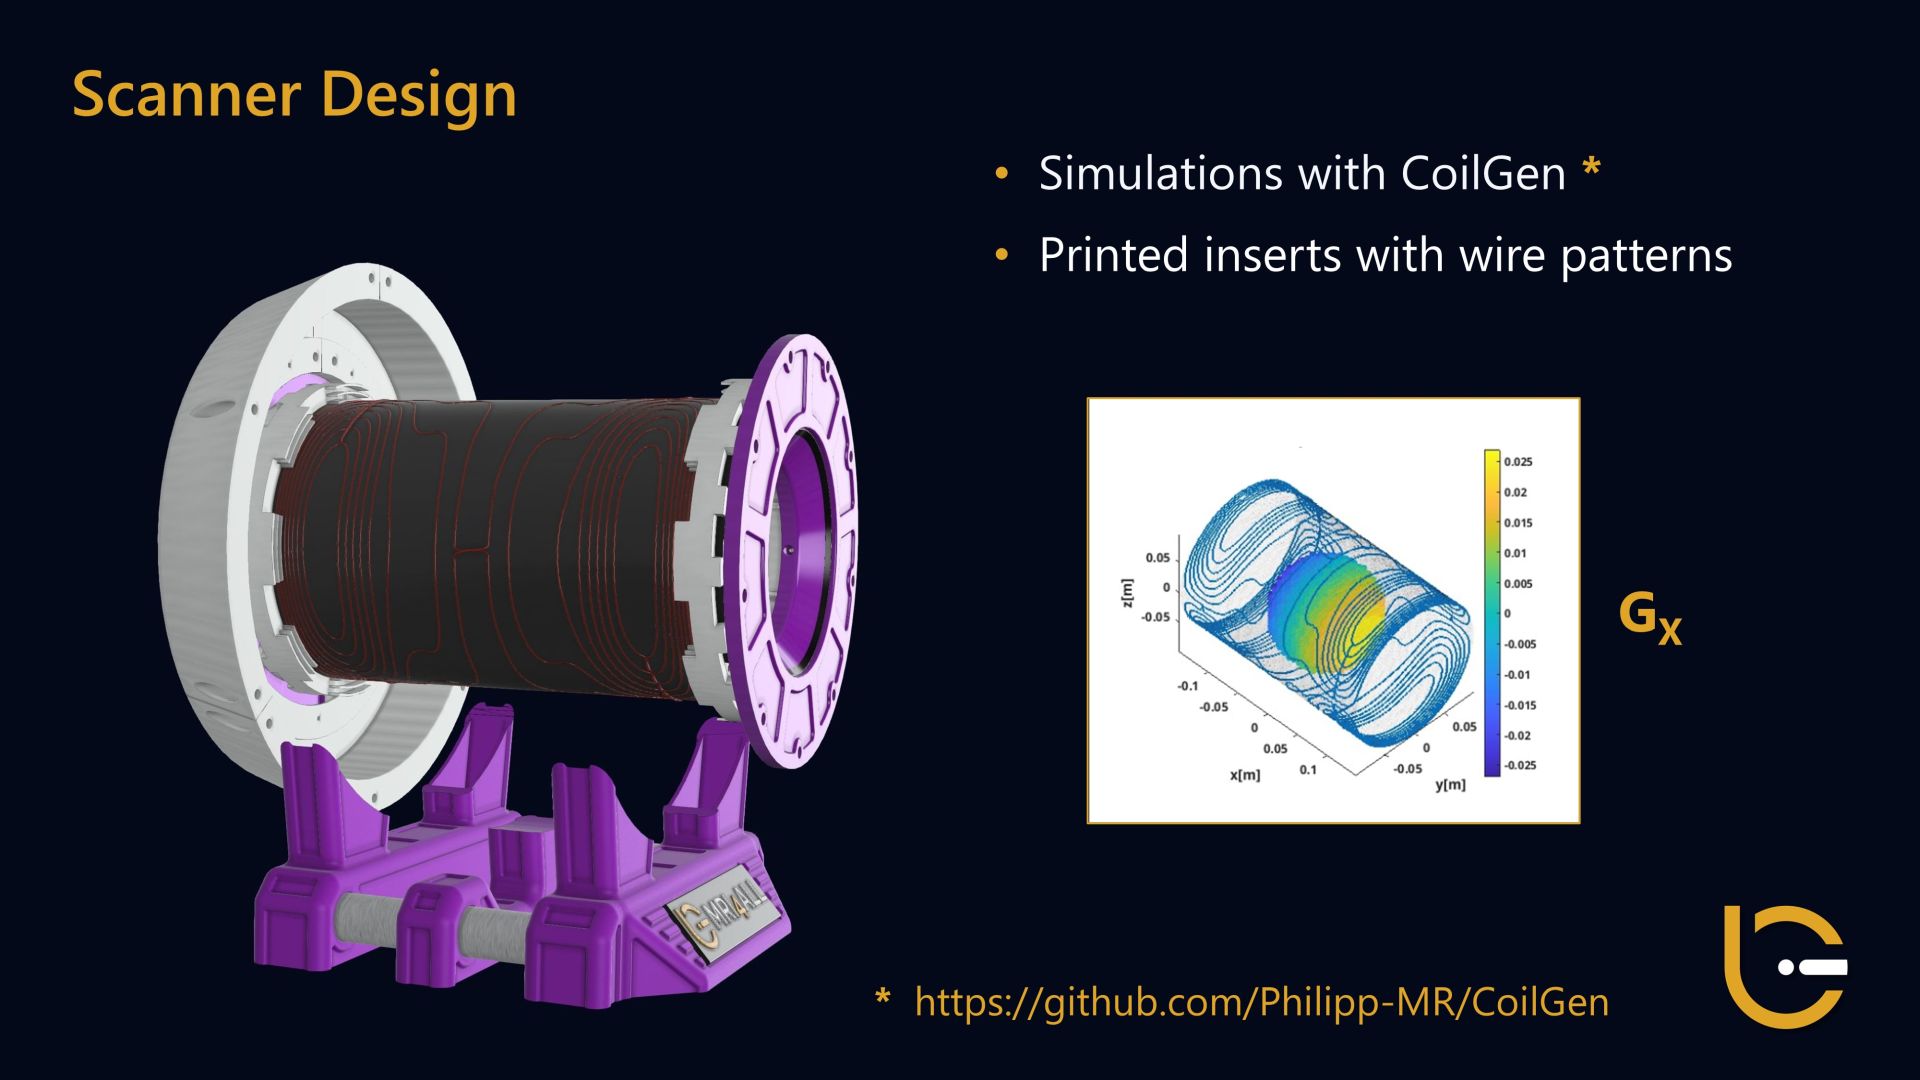 Scanner Design
• Simulations with CoilGen *
• Printed inserts with wire patterns
0.025
0.02
0.015
0.01
0.005
0
-0.005
-0.01
-0.015
-0.02
-0.025
0.05
0
-0.05
z[m]
-0.1
-0.05
0
0.05
0.1
x[m]
0.05
0
-0.05
y[m]
GX
MRI4ALL
* https://github.com/Philipp-MR/CoilGen